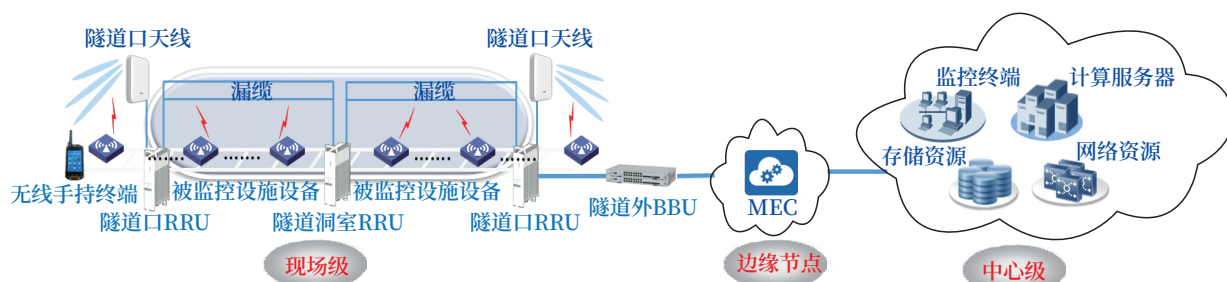 隧道口天线
隧道口天线
漏缆
漏缆
监控终端
计算服务器
存储资源
网络资源
无线手持终端
被监控设施设备
被监控设施设备
隧道口RRU
隧道洞室RRU
隧道口RRU
隧道外BBU
MEC
现场级
边缘节点
中心级